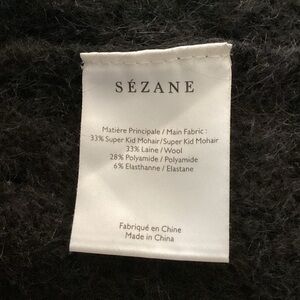 SÉZANE
Matière Principale / Main Fabric :
33% Super Kid Mohair/Super Kid Mohair
33% Laine / Wool
28% Polyamide / Polyamide
6% Elasthanne / Elastane
Fabriqué en Chine
Made in China